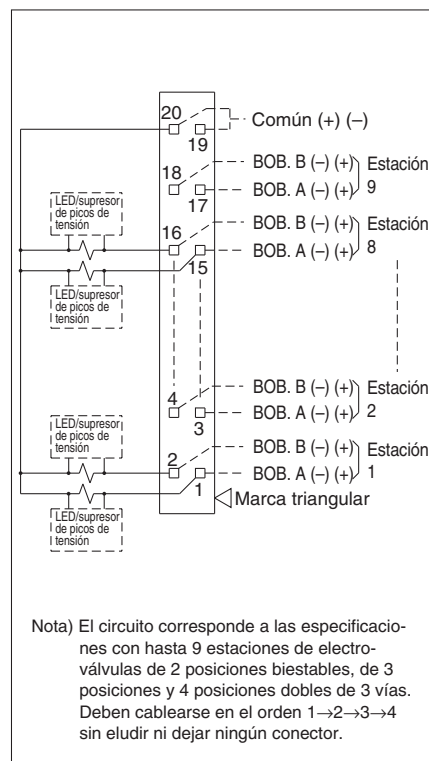 20
Común (+) (–)
19
18
BOB. B (–) (+)
Estación
17
BOB. A (–) (+)
9
LED/supresor
de picos de
tensión
16
BOB. B (–) (+)
Estación
15
BOB. A (–) (+)
8
LED/supresor
de picos de
tensión
4
BOB. B (–) (+)
Estación
3
BOB. A (–) (+)
2
LED/supresor
de picos de
tensión
2
BOB. B (–) (+)
Estación
1
BOB. A (–) (+)
1
Marca triangular
LED/supresor
de picos de
tensión
Nota) El circuito corresponde a las especificacio-
nes con hasta 9 estaciones de electro-
válvulas de 2 posiciones biestables, de 3
posiciones y 4 posiciones dobles de 3 vías.
Deben cablearse en el orden 1→2→3→4
sin eludir ni dejar ningún conector.